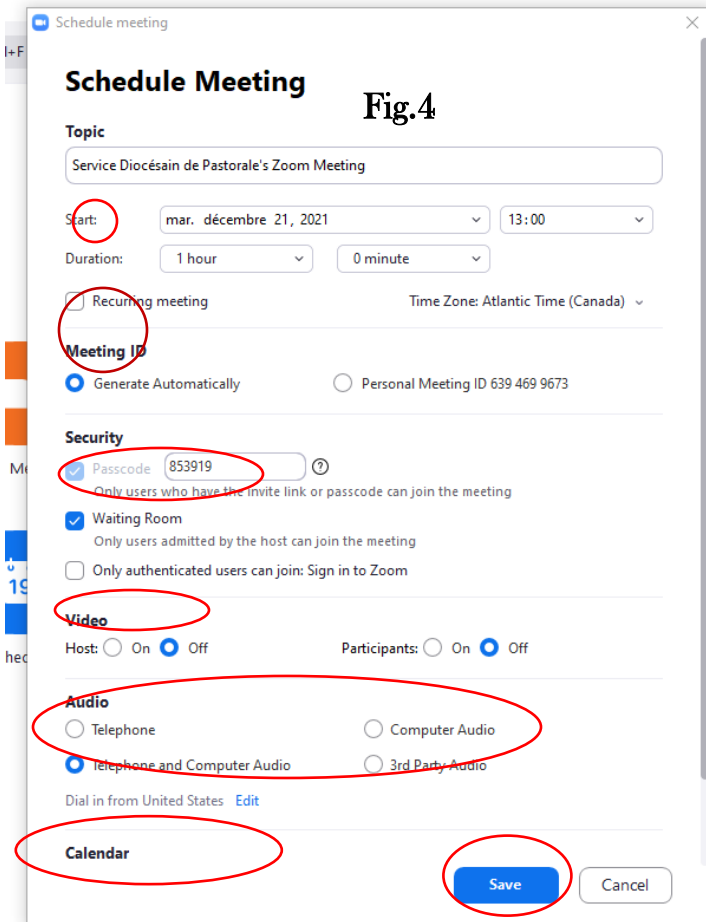 Schedule meeting
Schedule Meeting
Fig.4
Topic
Service Diocésain de Pastorale's Zoom Meeting
Start: mar. décembre 21, 2021 13:00
Duration: 1 hour 0 minute
Recurring meeting Time Zone: Atlantic Time (Canada)
Meeting ID
Generate Automatically Personal Meeting ID 639 469 9673
Security
Passcode 853919
Only users who have the invite link or passcode can join the meeting
Waiting Room
Only users admitted by the host can join the meeting
Only authenticated users can join: Sign in to Zoom
Video
Host: On Off Participants: On Off
Audio
Telephone Computer Audio
Telephone and Computer Audio 3rd Party Audio
Dial in from United States Edit
Calendar
Save Cancel